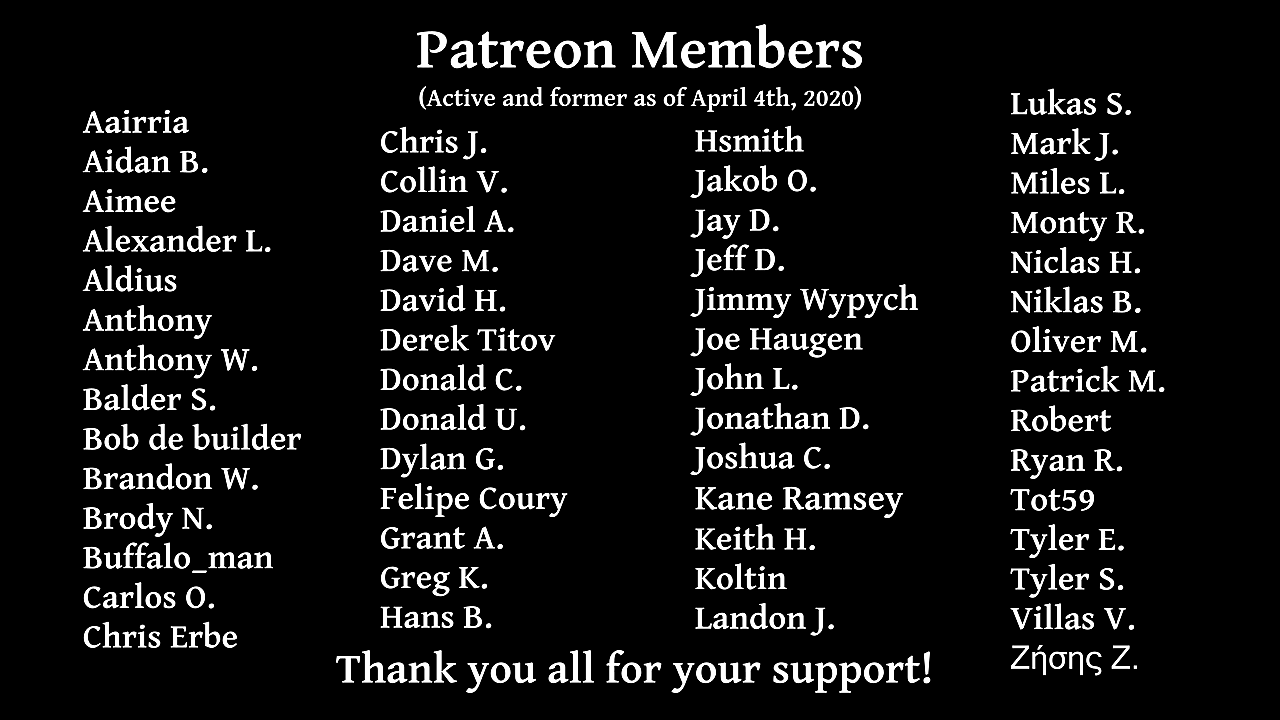 Patreon Members
(Active and former as of April 4th, 2020)
Aairria
Aidan B.
Aimee
Alexander L.
Aldius
Anthony
Anthony W.
Balder S.
Bob de builder
Brandon W.
Brody N.
Buffalo_man
Carlos O.
Chris Erbe
Chris J.
Collin V.
Daniel A.
Dave M.
David H.
Derek Titov
Donald C.
Donald U.
Dylan G.
Felipe Coury
Grant A.
Greg K.
Hans B.
Hsmith
Jakob O.
Jay D.
Jeff D.
Jimmy Wypych
Joe Haugen
John L.
Jonathan D.
Joshua C.
Kane Ramsey
Keith H.
Koltin
Landon J.
Lukas S.
Mark J.
Miles L.
Monty R.
Niclas H.
Niklas B.
Oliver M.
Patrick M.
Robert
Ryan R.
Tot59
Tyler E.
Tyler S.
Villas V.
Ζήσης Ζ.
Thank you all for your support!